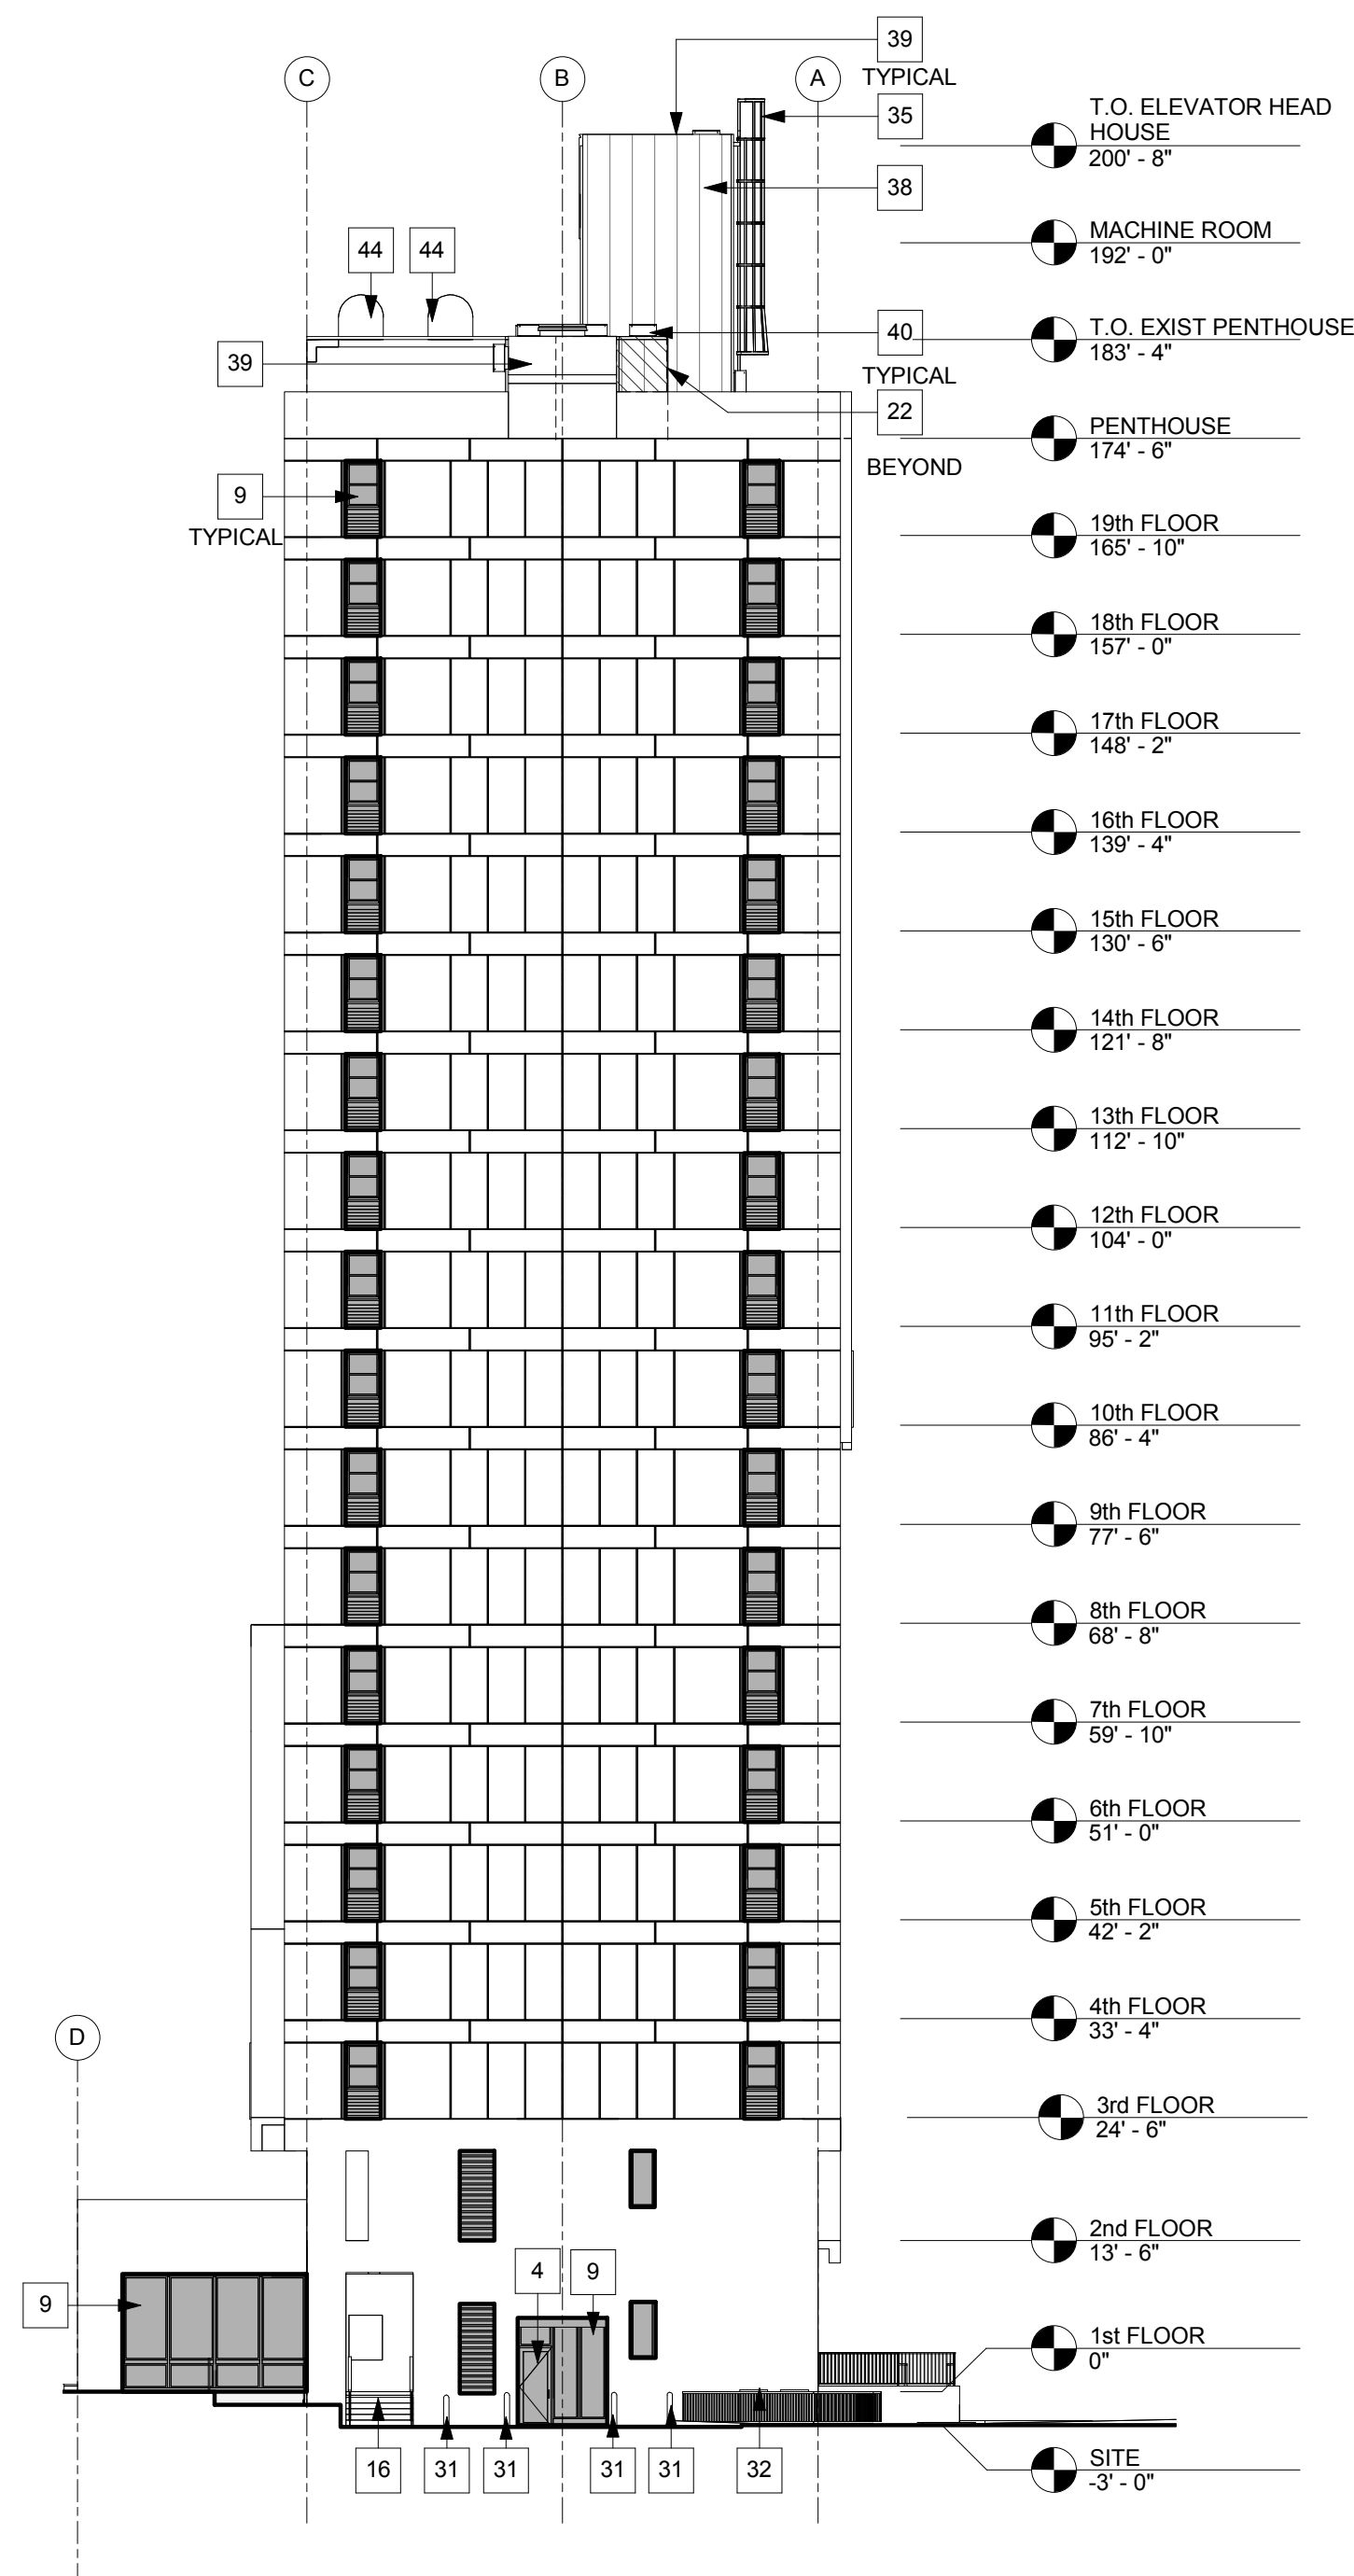 39
C
B
A
TYPICAL
35
T.O. ELEVATOR HEAD
HOUSE
200' - 8"
38
44
44
MACHINE ROOM
192' - 0"
39
40
T.O. EXIST PENTHOUSE
183' - 4"
TYPICAL
22
PENTHOUSE
174' - 6"
BEYOND
9
TYPICAL
19th FLOOR
165' - 10"
18th FLOOR
157' - 0"
17th FLOOR
148' - 2"
16th FLOOR
139' - 4"
15th FLOOR
130' - 6"
14th FLOOR
121' - 8"
13th FLOOR
112' - 10"
12th FLOOR
104' - 0"
11th FLOOR
95' - 2"
10th FLOOR
86' - 4"
9th FLOOR
77' - 6"
8th FLOOR
68' - 8"
7th FLOOR
59' - 10"
6th FLOOR
51' - 0"
5th FLOOR
42' - 2"
4th FLOOR
33' - 4"
D
3rd FLOOR
24' - 6"
2nd FLOOR
13' - 6"
4
9
9
1st FLOOR
0"
16
31
31
31
31
32
SITE
-3' - 0"